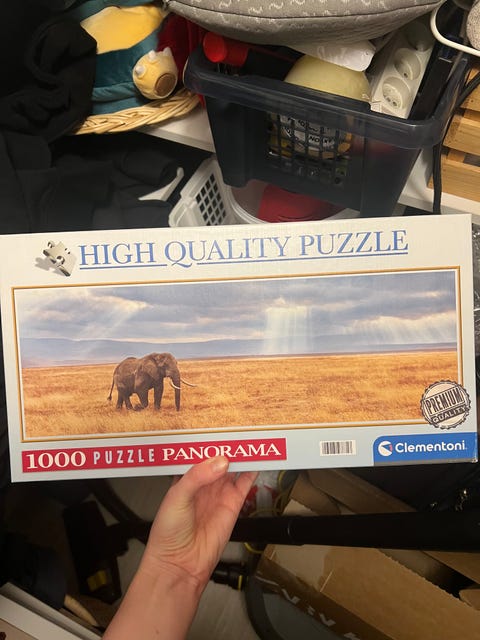 HIGH QUALITY PUZZLE
PREMIUM
QUALITY
1000 PUZZLE PANORAMA
Clementoni